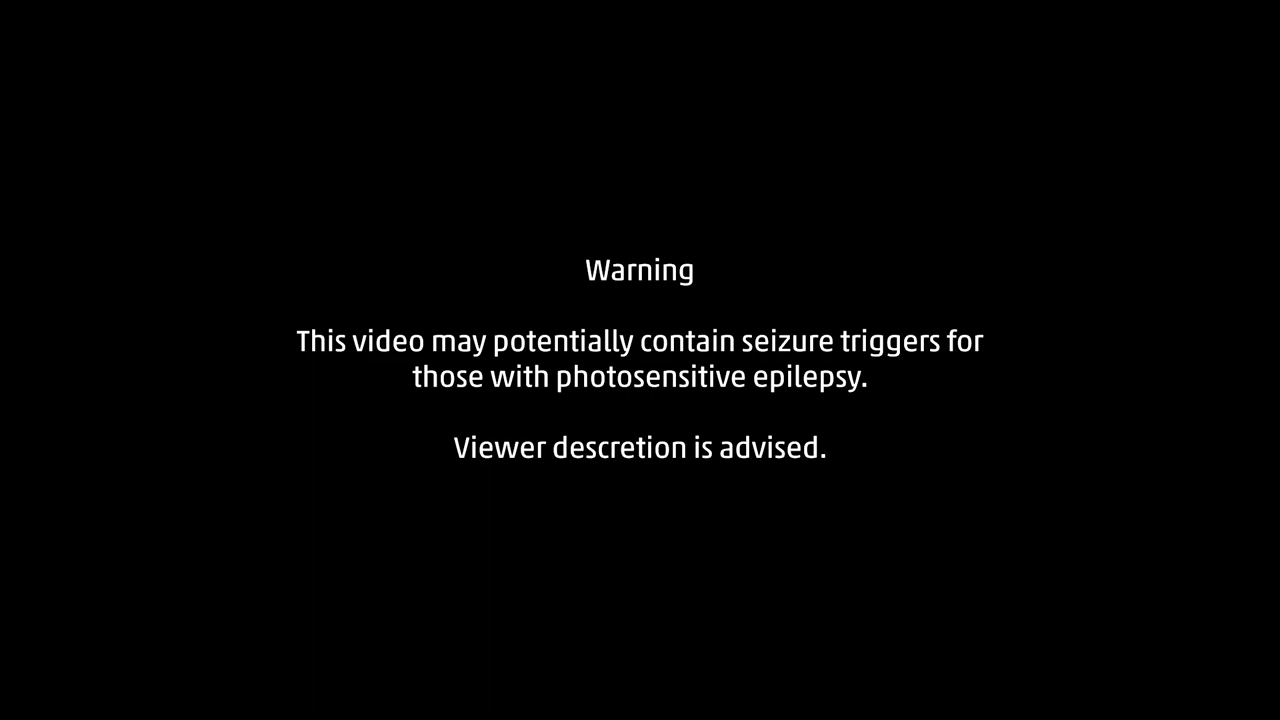 Warning
This video may potentially contain seizure triggers for
those with photosensitive epilepsy.
Viewer descretion is advised.